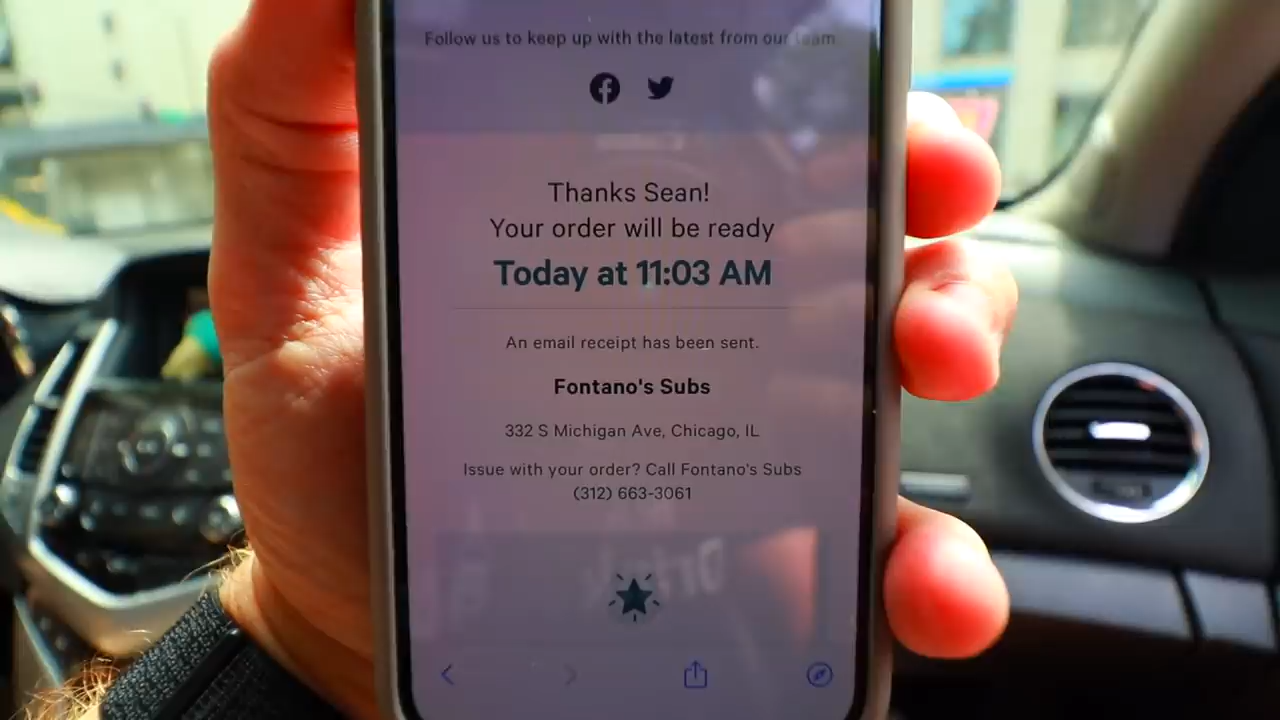 Follow us to keep up with the latest from our team
Thanks Sean!
Your order will be ready
Today at 11:03 AM
An email receipt has been sent.
Fontano's Subs
332 S Michigan Ave, Chicago, IL
Issue with your order? Call Fontano's Subs
(312) 663-3061